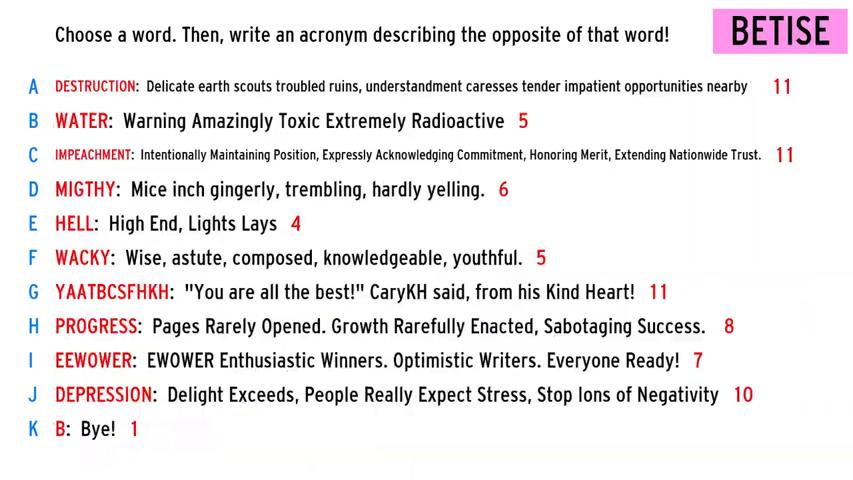 Choose a word. Then, write an acronym describing the opposite of that word!
BETISE
A DESTRUCTION: Delicate earth scouts troubled ruins, understandment caresses tender impatient opportunities nearby 11
B WATER: Warning Amazingly Toxic Extremely Radioactive 5
C IMPEACHMENT: Intentionally Maintaining Position, Expressly Acknowledging Commitment, Honoring Merit, Extending Nationwide Trust. 11
D MIGTHY: Mice inch gingerly, trembling, hardly yelling. 6
E HELL: High End, Lights Lays 4
F WACKY: Wise, astute, composed, knowledgeable, youthful. 5
G YAATBCSFHKH: "You are all the best!" CaryKH said, from his Kind Heart! 11
H PROGRESS: Pages Rarely Opened. Growth Rarefully Enacted, Sabotaging Success. 8
I EEWOWER: EWOWER Enthusiastic Winners. Optimistic Writers. Everyone Ready! 7
J DEPRESSION: Delight Exceeds, People Really Expect Stress, Stop Ions of Negativity 10
K B: Bye! 1